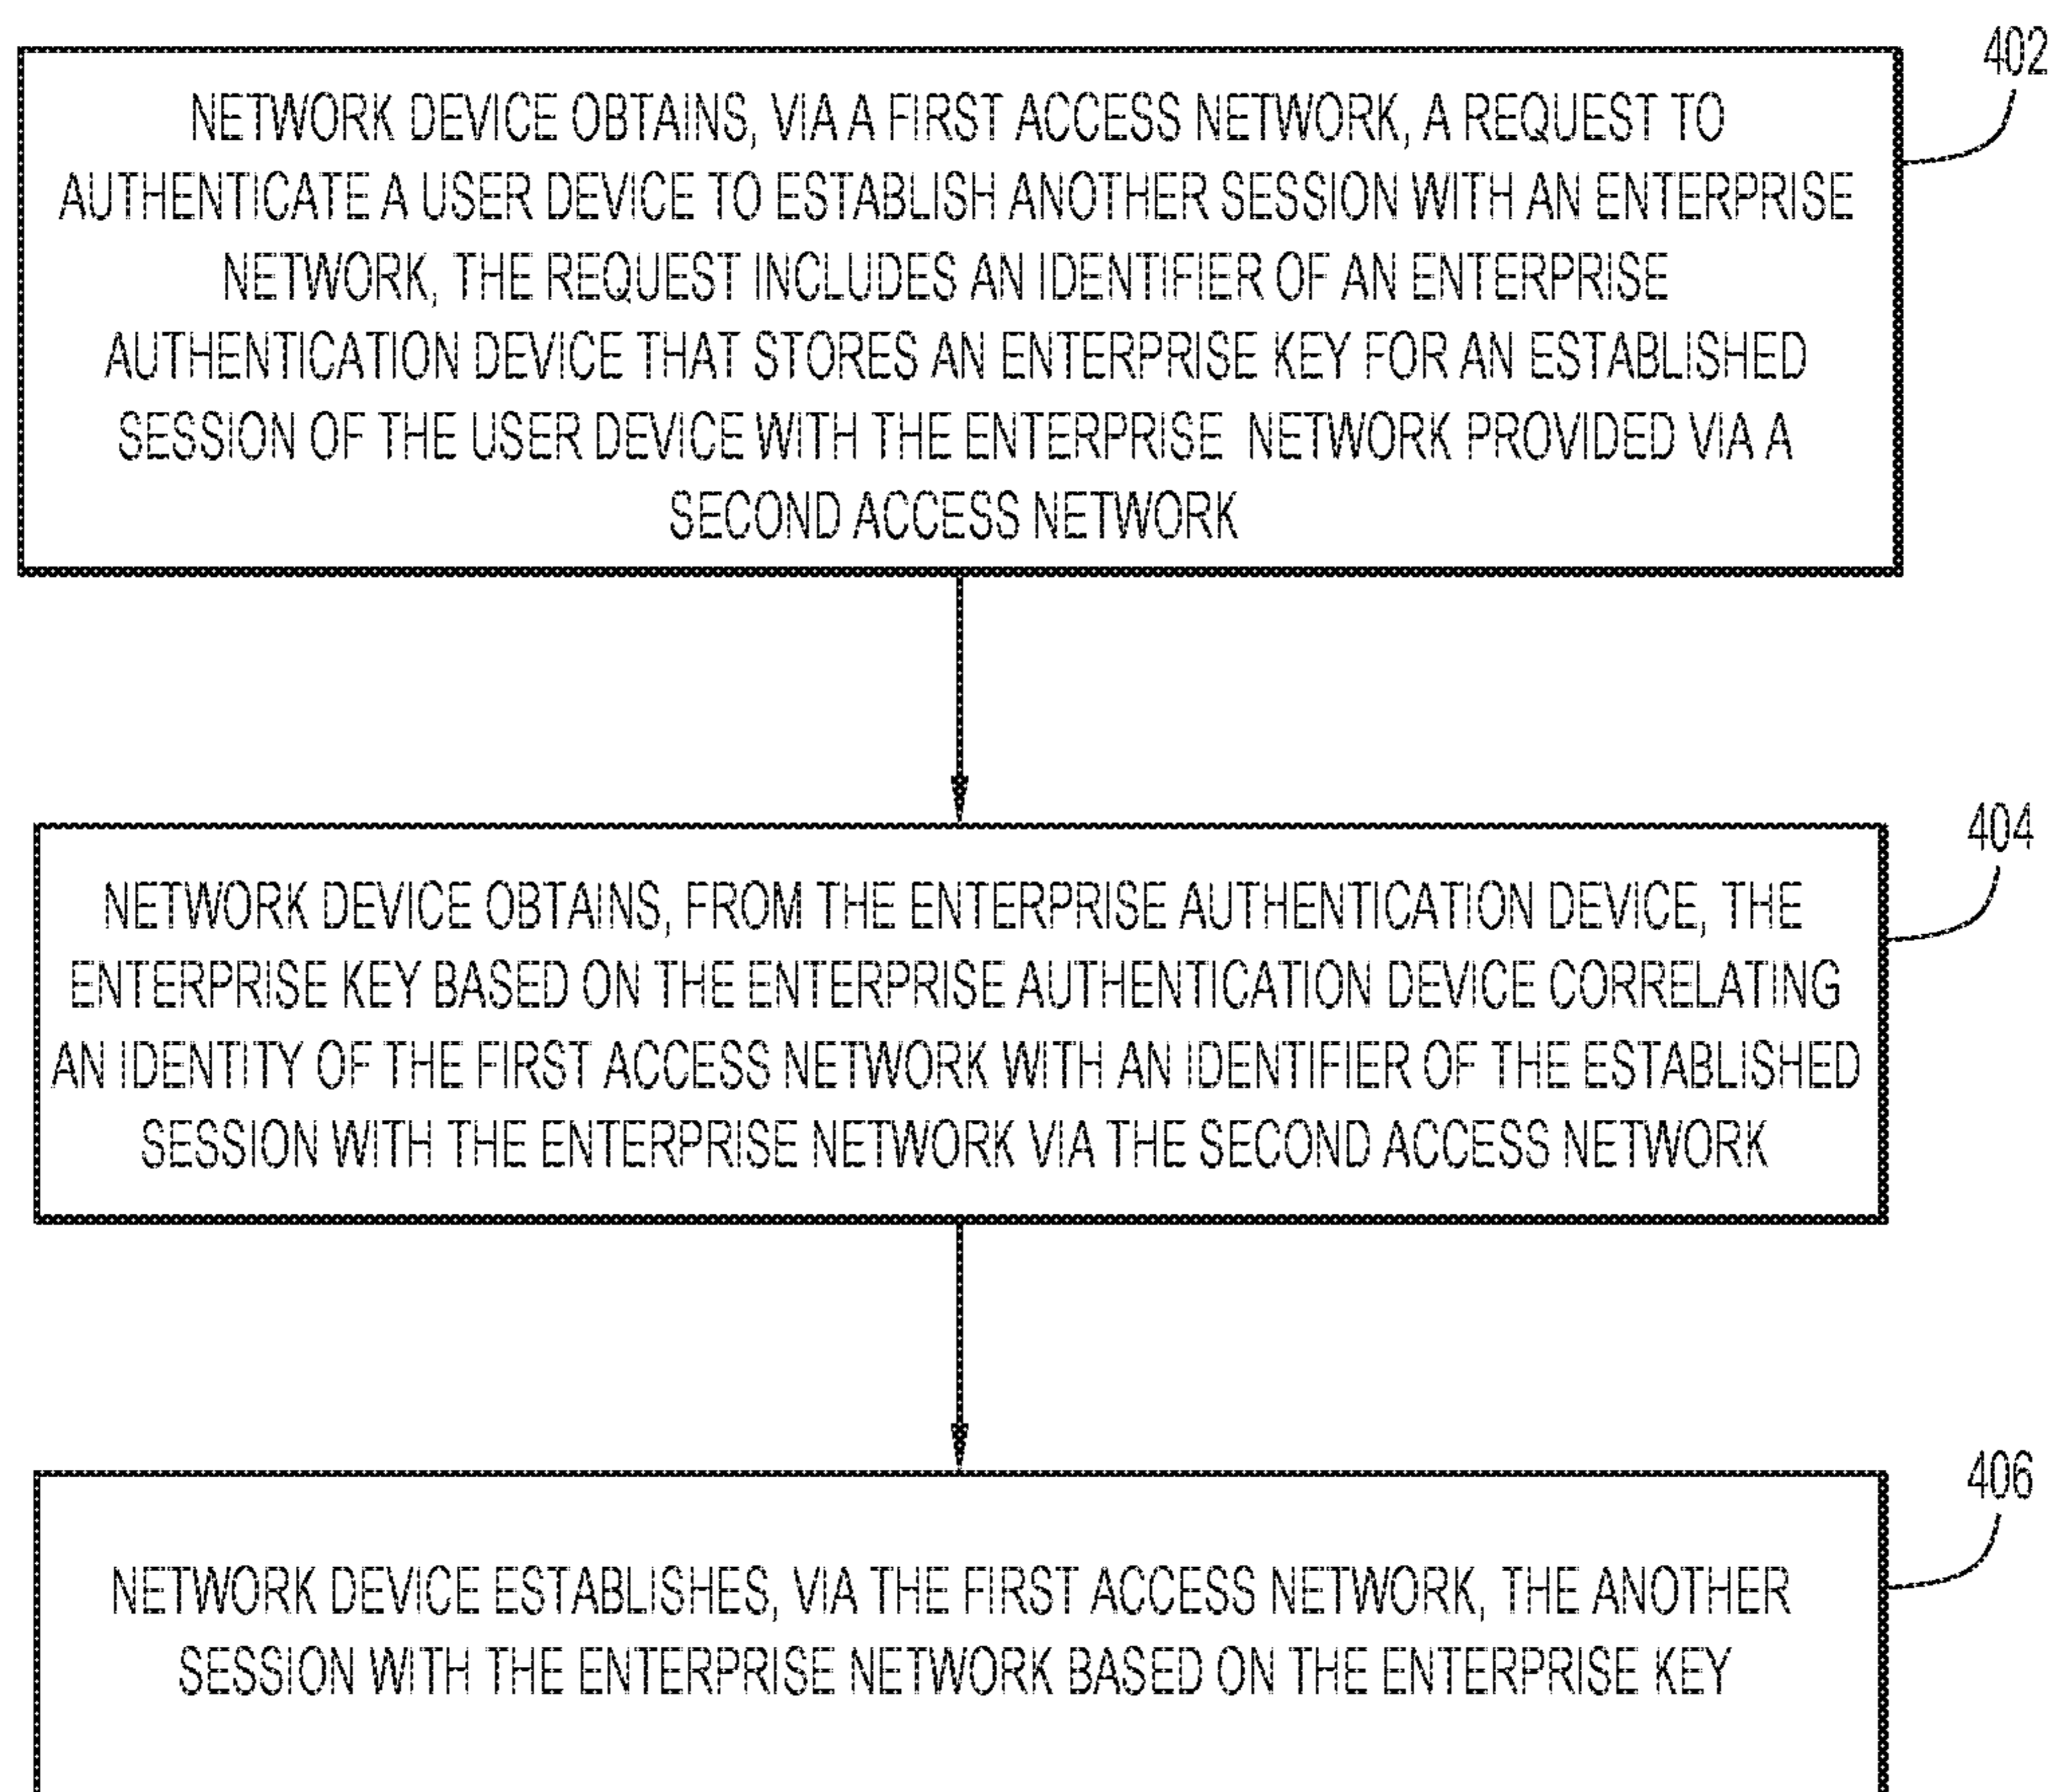 402
NETWORK DEVICE OBTAINS, VIA A FIRST ACCESS NETWORK, A REQUEST TO
AUTHENTICATE A USER DEVICE TO ESTABLISH ANOTHER SESSION WITH AN ENTERPRISE
NETWORK, THE REQUEST INCLUDES AN IDENTIFIER OF AN ENTERPRISE
AUTHENTICATION DEVICE THAT STORES AN ENTERPRISE KEY FOR AN ESTABLISHED
SESSION OF THE USER DEVICE WITH THE ENTERPRISE NETWORK PROVIDED VIA A
SECOND ACCESS NETWORK
404
NETWORK DEVICE OBTAINS, FROM THE ENTERPRISE AUTHENTICATION DEVICE, THE
ENTERPRISE KEY BASED ON THE ENTERPRISE AUTHENTICATION DEVICE CORRELATING
AN IDENTITY OF THE FIRST ACCESS NETWORK WITH AN IDENTIFIER OF THE ESTABLISHED
SESSION WITH THE ENTERPRISE NETWORK VIA THE SECOND ACCESS NETWORK
406
NETWORK DEVICE ESTABLISHES, VIA THE FIRST ACCESS NETWORK, THE ANOTHER
SESSION WITH THE ENTERPRISE NETWORK BASED ON THE ENTERPRISE KEY